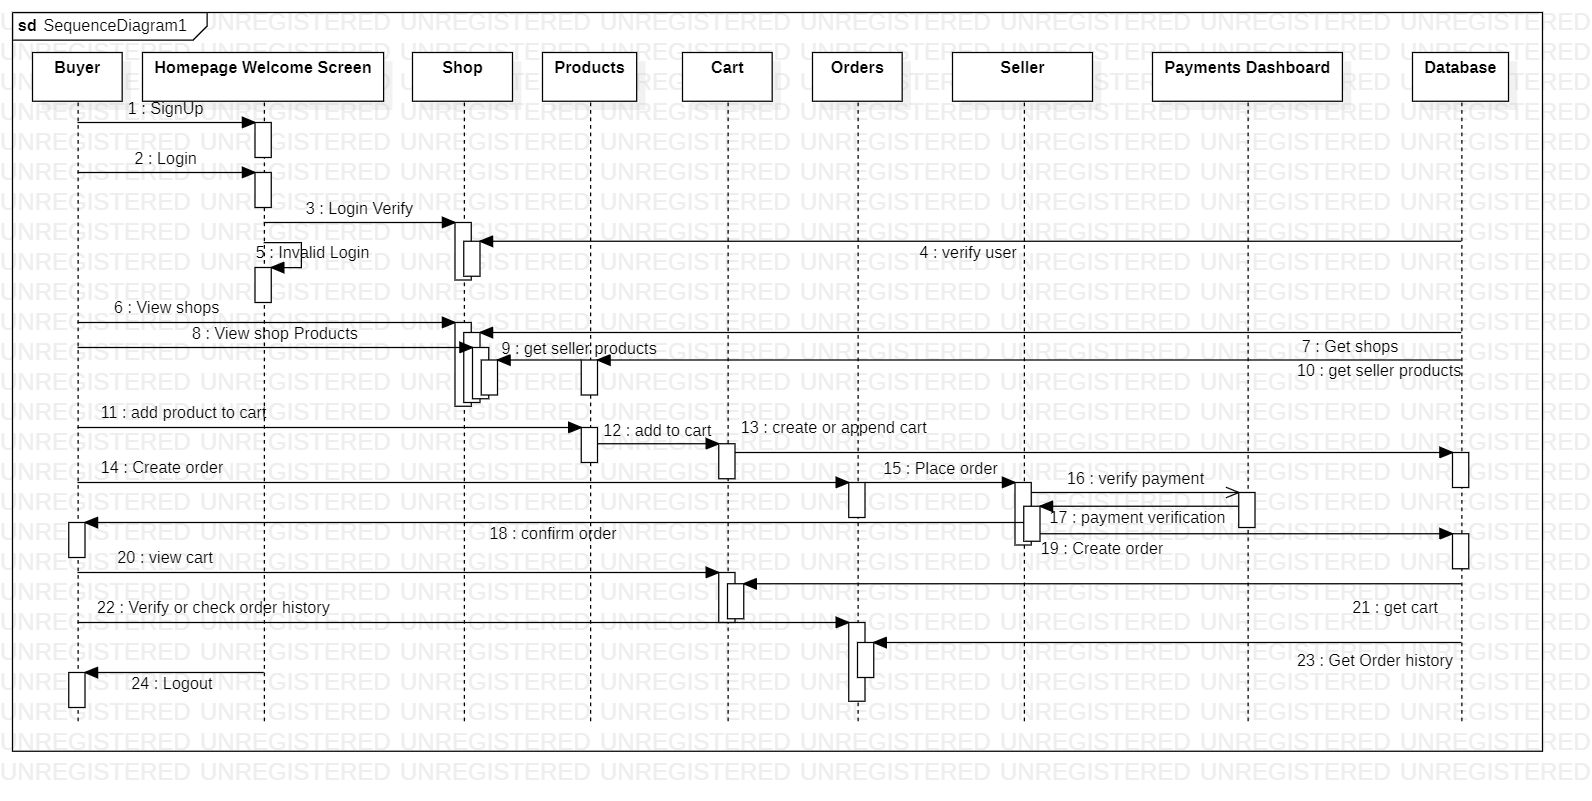 sd SequenceDiagram1
Buyer
Homepage Welcome Screen
Shop
Products
Cart
Orders
Seller
Payments Dashboard
Database
1 : SignUp
2 : Login
3 : Login Verify
4 : verify user
5 : Invalid Login
6 : View shops
7 : Get shops
8 : View shop Products
9 : get seller products
10 : get seller products
11 : add product to cart
12 : add to cart
13 : create or append cart
14 : Create order
15 : Place order
16 : verify payment
17 : payment verification
18 : confirm order
19 : Create order
20 : view cart
21 : get cart
22 : Verify or check order history
23 : Get Order history
24 : Logout
UNREGISTERED UNREGISTERED UNREGISTERED UNREGISTERED UNREGISTERED UNREGISTERED UNREGISTERED UNREGISTERED